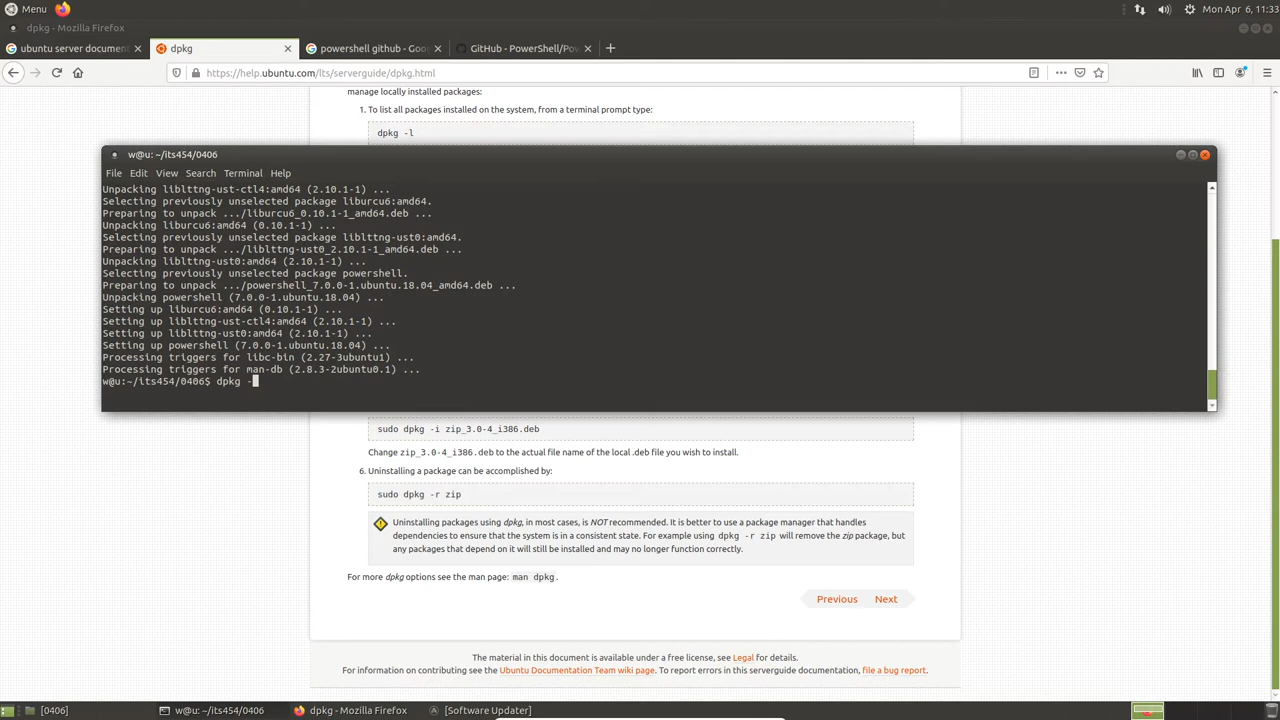 Menu
Mon Apr 6, 11:33
dpkg - Mozilla Firefox
ubuntu server document
dpkg
powershell github - Goo
GitHub - PowerShell/Pow
https://help.ubuntu.com/lts/serverguide/dpkg.html
manage locally installed packages:
1. To list all packages installed on the system, from a terminal prompt type:
dpkg -l
w@u: ~/its454/0406
File Edit View Search Terminal Help
Unpacking liblttng-ust-ctl4:amd64 (2.10.1-1) ...
Selecting previously unselected package liburcu6:amd64.
Preparing to unpack .../liburcu6_0.10.1-1_amd64.deb ...
Unpacking liburcu6:amd64 (0.10.1-1) ...
Selecting previously unselected package liblttng-ust0:amd64.
Preparing to unpack .../liblttng-ust0_2.10.1-1_amd64.deb ...
Unpacking liblttng-ust0:amd64 (2.10.1-1) ...
Selecting previously unselected package powershell.
Preparing to unpack .../powershell_7.0.0-1.ubuntu.18.04_amd64.deb ...
Unpacking powershell (7.0.0-1.ubuntu.18.04) ...
Setting up liburcu6:amd64 (0.10.1-1) ...
Setting up liblttng-ust-ctl4:amd64 (2.10.1-1) ...
Setting up liblttng-ust0:amd64 (2.10.1-1) ...
Setting up powershell (7.0.0-1.ubuntu.18.04) ...
Processing triggers for libc-bin (2.27-3ubuntu1) ...
Processing triggers for man-db (2.8.3-2ubuntu0.1) ...
w@u:~/its454/0406$ dpkg -
sudo dpkg -i zip_3.0-4_i386.deb
Change zip_3.0-4_i386.deb to the actual file name of the local .deb file you wish to install.
6. Uninstalling a package can be accomplished by:
sudo dpkg -r zip
Uninstalling packages using dpkg, in most cases, is NOT recommended. It is better to use a package manager that handles
dependencies to ensure that the system is in a consistent state. For example using dpkg -r zip will remove the zip package, but
any packages that depend on it will still be installed and may no longer function correctly.
For more dpkg options see the man page: man dpkg.
Previous Next
The material in this document is available under a free license, see Legal for details.
For information on contributing see the Ubuntu Documentation Team wiki page. To report errors in this serverguide documentation, file a bug report.
[0406]
w@u: ~/its454/0406
dpkg - Mozilla Firefox
[Software Updater]